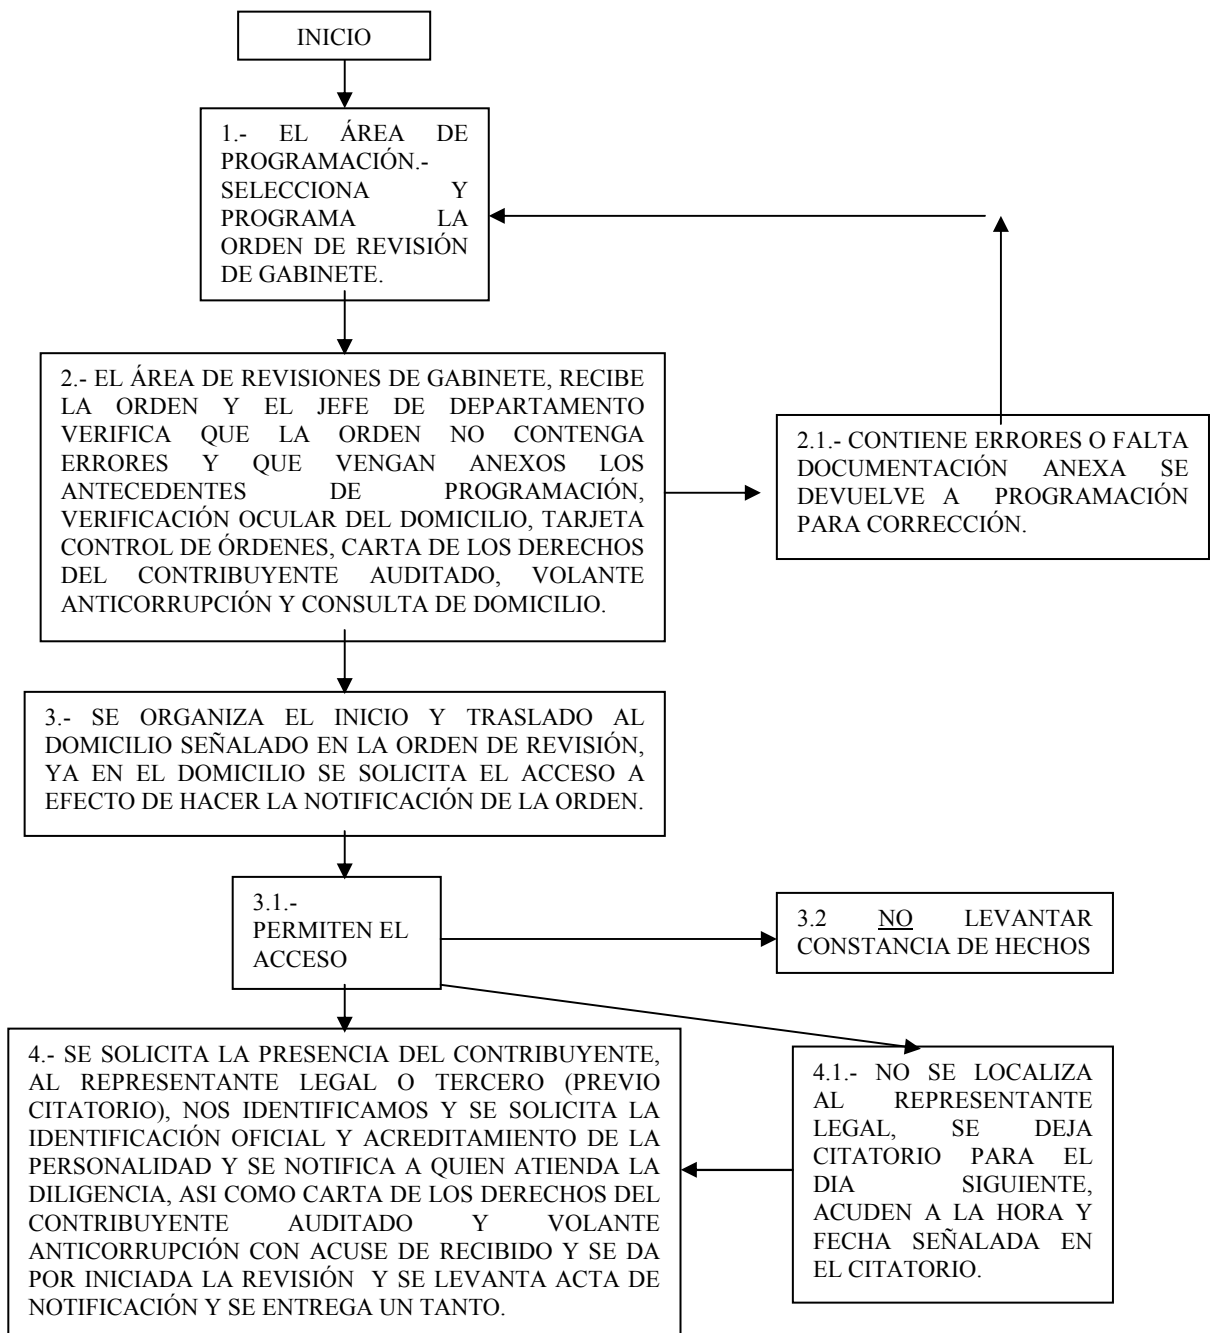 INICIO
1.- EL ÁREA DE
PROGRAMACIÓN.-
SELECCIONA Y
PROGRAMA LA
ORDEN DE REVISIÓN
DE GABINETE.
2.- EL ÁREA DE REVISIONES DE GABINETE, RECIBE
LA ORDEN Y EL JEFE DE DEPARTAMENTO
VERIFICA QUE LA ORDEN NO CONTENGA
ERRORES Y QUE VENGAN ANEXOS LOS
ANTECEDENTES DE PROGRAMACIÓN,
VERIFICACIÓN OCULAR DEL DOMICILIO, TARJETA
CONTROL DE ÓRDENES, CARTA DE LOS DERECHOS
DEL CONTRIBUYENTE AUDITADO, VOLANTE
ANTICORRUPCIÓN Y CONSULTA DE DOMICILIO.
2.1.- CONTIENE ERRORES O FALTA
DOCUMENTACIÓN ANEXA SE
DEVUELVE A PROGRAMACIÓN
PARA CORRECCIÓN.
3.- SE ORGANIZA EL INICIO Y TRASLADO AL
DOMICILIO SEÑALADO EN LA ORDEN DE REVISIÓN,
YA EN EL DOMICILIO SE SOLICITA EL ACCESO A
EFECTO DE HACER LA NOTIFICACIÓN DE LA ORDEN.
3.1.-
PERMITEN EL
ACCESO
3.2 NO LEVANTAR
CONSTANCIA DE HECHOS
4.- SE SOLICITA LA PRESENCIA DEL CONTRIBUYENTE,
AL REPRESENTANTE LEGAL O TERCERO (PREVIO
CITATORIO), NOS IDENTIFICAMOS Y SE SOLICITA LA
IDENTIFICACIÓN OFICIAL Y ACREDITAMIENTO DE LA
PERSONALIDAD Y SE NOTIFICA A QUIEN ATIENDA LA
DILIGENCIA, ASI COMO CARTA DE LOS DERECHOS DEL
CONTRIBUYENTE AUDITADO Y VOLANTE
ANTICORRUPCIÓN CON ACUSE DE RECIBIDO Y SE DA
POR INICIADA LA REVISIÓN Y SE LEVANTA ACTA DE
NOTIFICACIÓN Y SE ENTREGA UN TANTO.
4.1.- NO SE LOCALIZA
AL REPRESENTANTE
LEGAL, SE DEJA
CITATORIO PARA EL
DIA SIGUIENTE,
ACUDEN A LA HORA Y
FECHA SEÑALADA EN
EL CITATORIO.